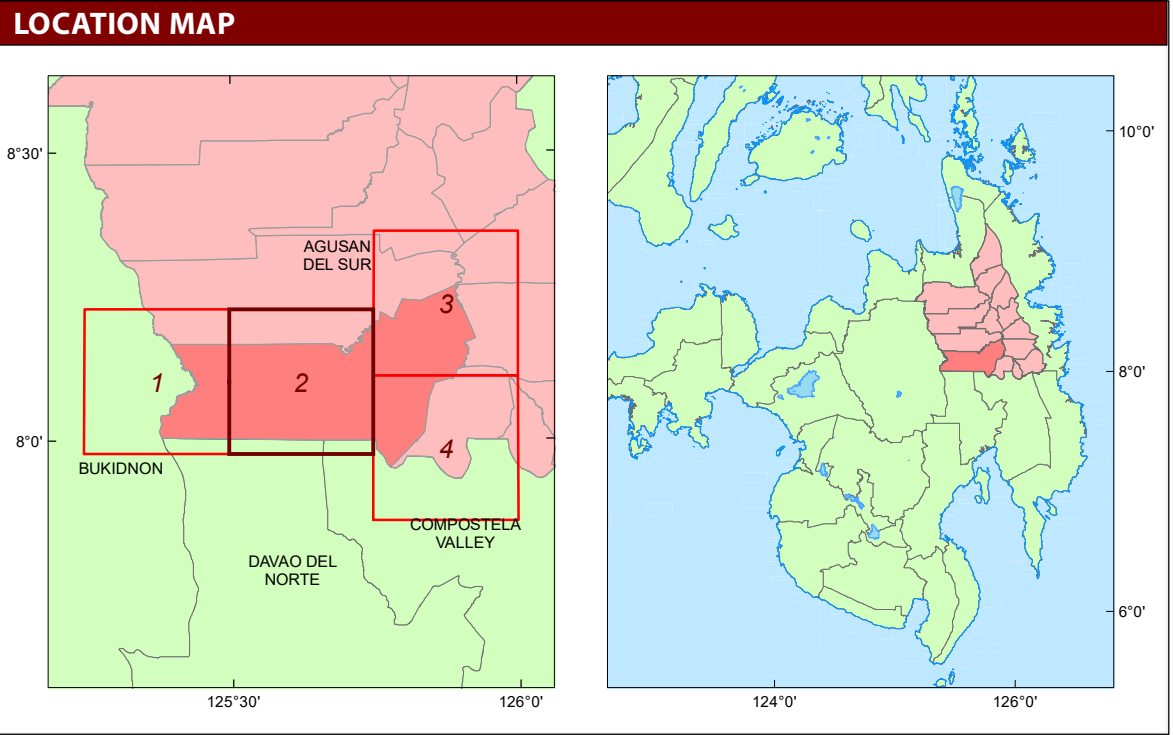 LOCATION MAP
8°30'
AGUSAN
DEL SUR
3
1
2
8°0'
4
BUKIDNON
COMPOSTELA
VALLEY
DAVAO DEL
NORTE
125°30'
126°0'
10°0'
8°0'
6°0'
124°0'
126°0'